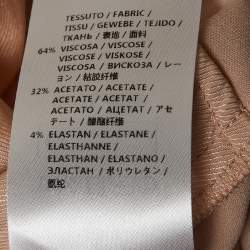 TESSUTO / FABRIC /
TISSU / GEWEBE / TEJIDO /
ТКАНЬ / 表地 / 面料
64% VISCOSA / VISCOSE /
VISCOSE / VISKOSE /
VISCOSA / ВИСКОЗА / レー
ヨン / 粘胶纤维
32% ACETATO / ACETATE /
ACETATE / ACETAT /
ACETATO / АЦЕТАТ / アセ
テート / 醋酯纤维
4% ELASTAN / ELASTANE /
ELASTHANNE /
ELASTHAN / ELASTANO /
ЭЛАСТАН / ポリウレタン /
氨纶